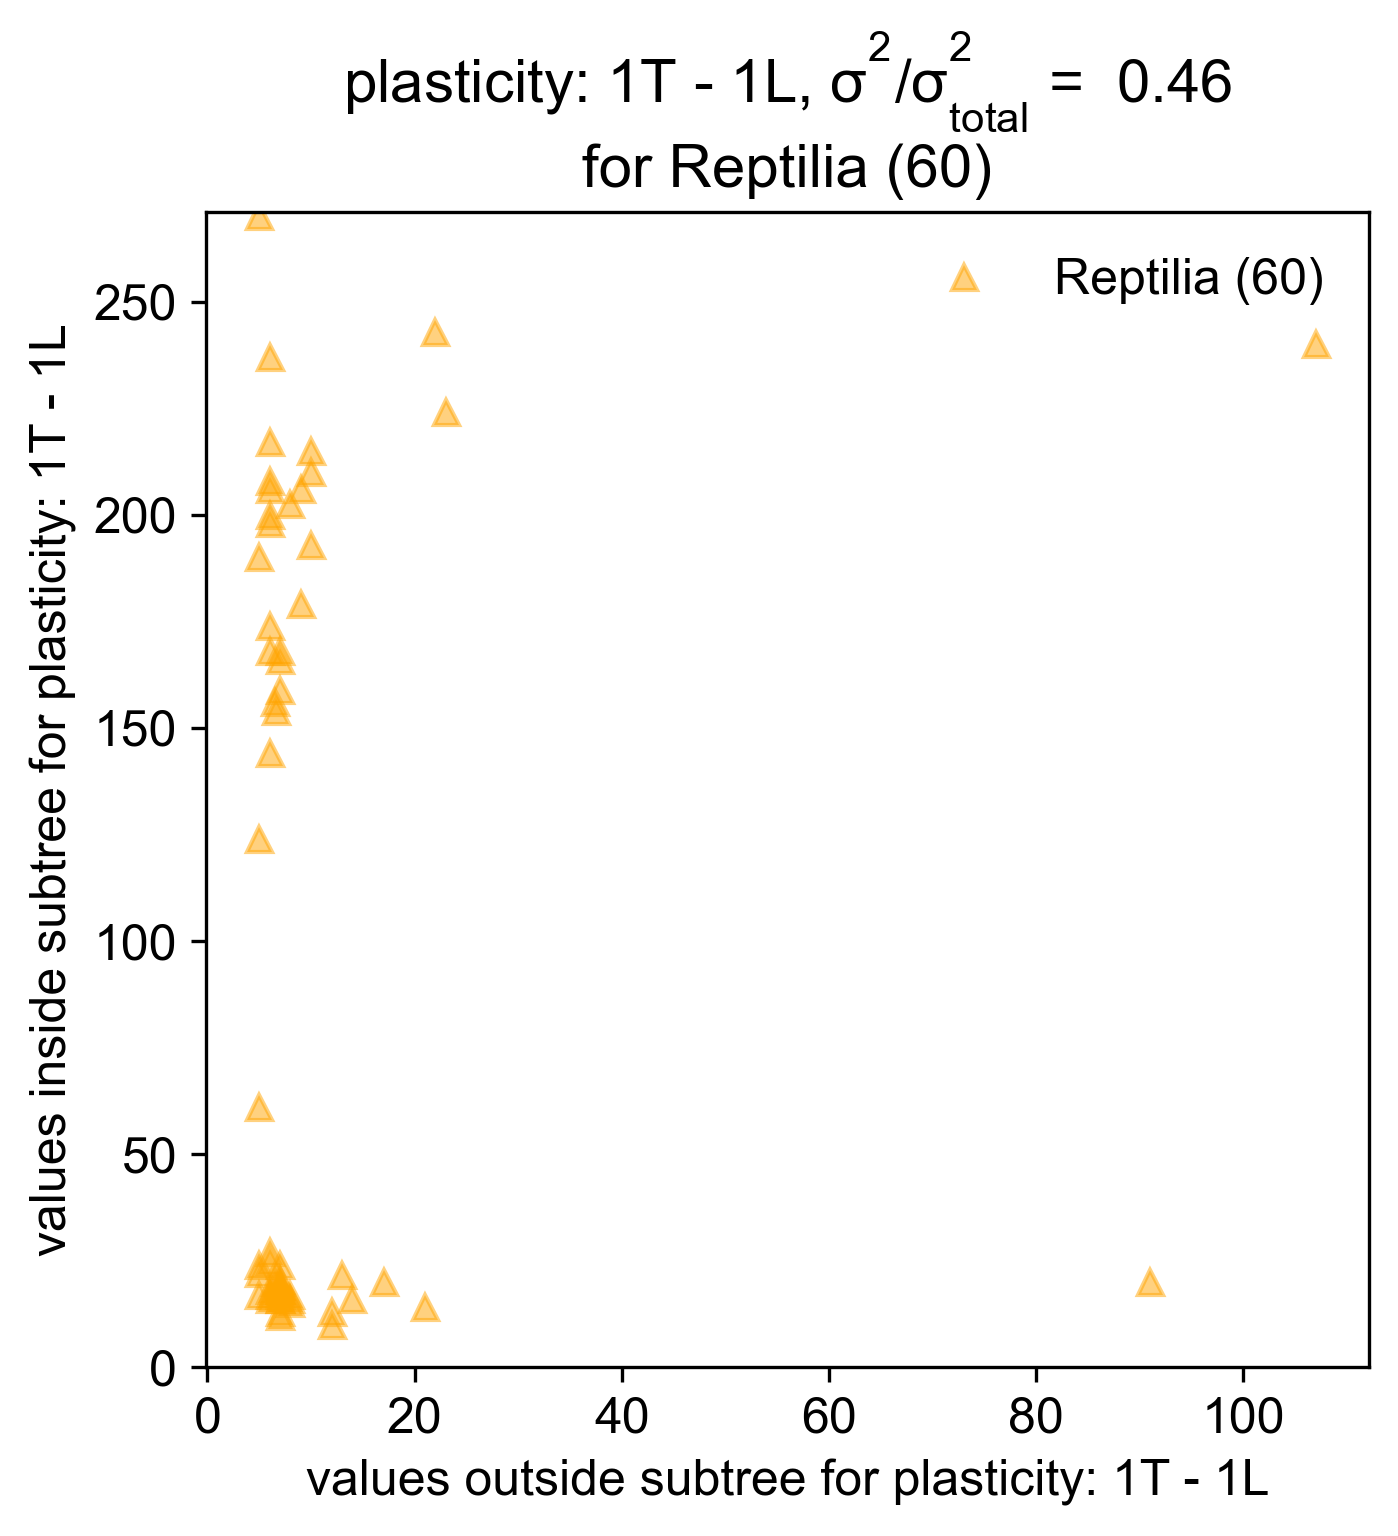 plasticity: 1T - 1L, σ²/σ²total = 0.46
for Reptilia (60)
Reptilia (60)
values inside subtree for plasticity: 1T - 1L
250
200
150
100
50
0
0 20 40 60 80 100
values outside subtree for plasticity: 1T - 1L